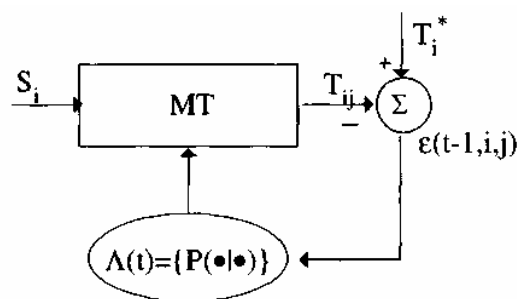 T_i^*
+
S_i
MT
T_ij
−
Σ
ε(t-1,i,j)
Λ(t)={P(•|•)}